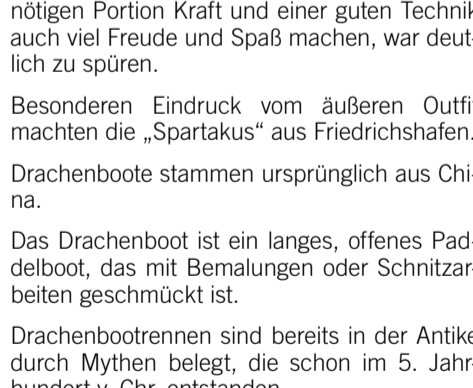 nötigen Portion Kraft und einer guten Technik
auch viel Freude und Spaß machen, war deut-
lich zu spüren.
Besonderen Eindruck vom äußeren Outfit
machten die „Spartakus“ aus Friedrichshafen.
Drachenboote stammen ursprünglich aus Chi-
na.
Das Drachenboot ist ein langes, offenes Pad-
delboot, das mit Bemalungen oder Schnitzar-
beiten geschmückt ist.
Drachenbootrennen sind bereits in der Antike
durch Mythen belegt, die schon im 5. Jahr-
hundert v. Chr. entstanden